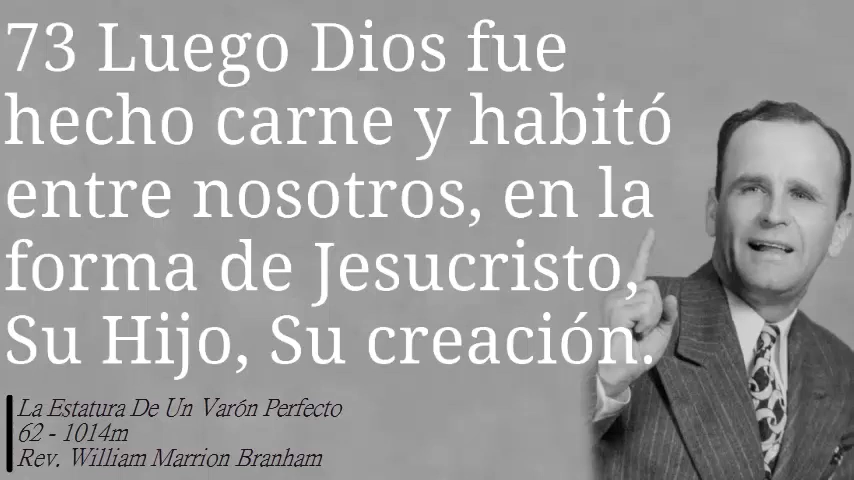 73 Luego Dios fue
hecho carne y habitó
entre nosotros, en la
forma de Jesucristo,
Su Hijo, Su creación.
La Estatura De Un Varón Perfecto
62 - 1014m
Rev. William Marrion Branham